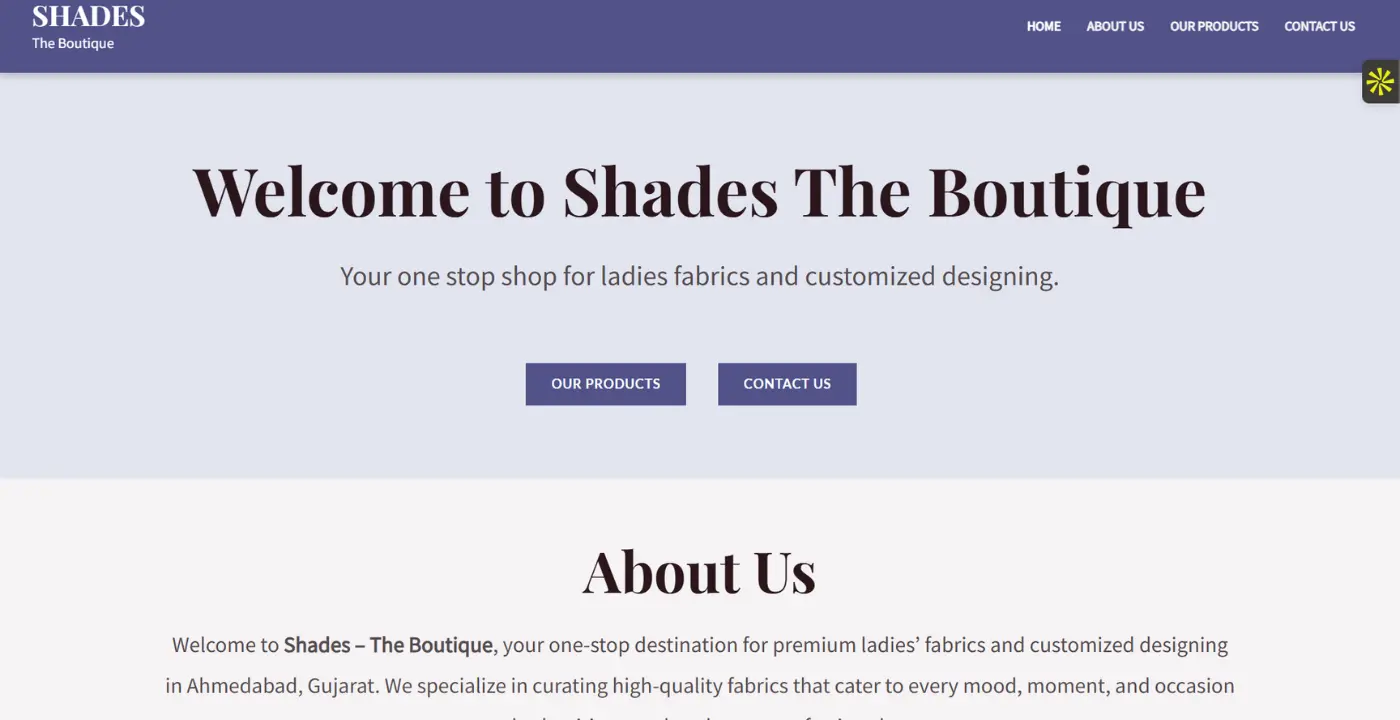 SHADES
The Boutique
HOME ABOUT US OUR PRODUCTS CONTACT US
Welcome to Shades The Boutique
Your one stop shop for ladies fabrics and customized designing.
OUR PRODUCTS CONTACT US
About Us
Welcome to Shades – The Boutique, your one-stop destination for premium ladies’ fabrics and customized designing
in Ahmedabad, Gujarat. We specialize in curating high-quality fabrics that cater to every mood, moment, and occasion